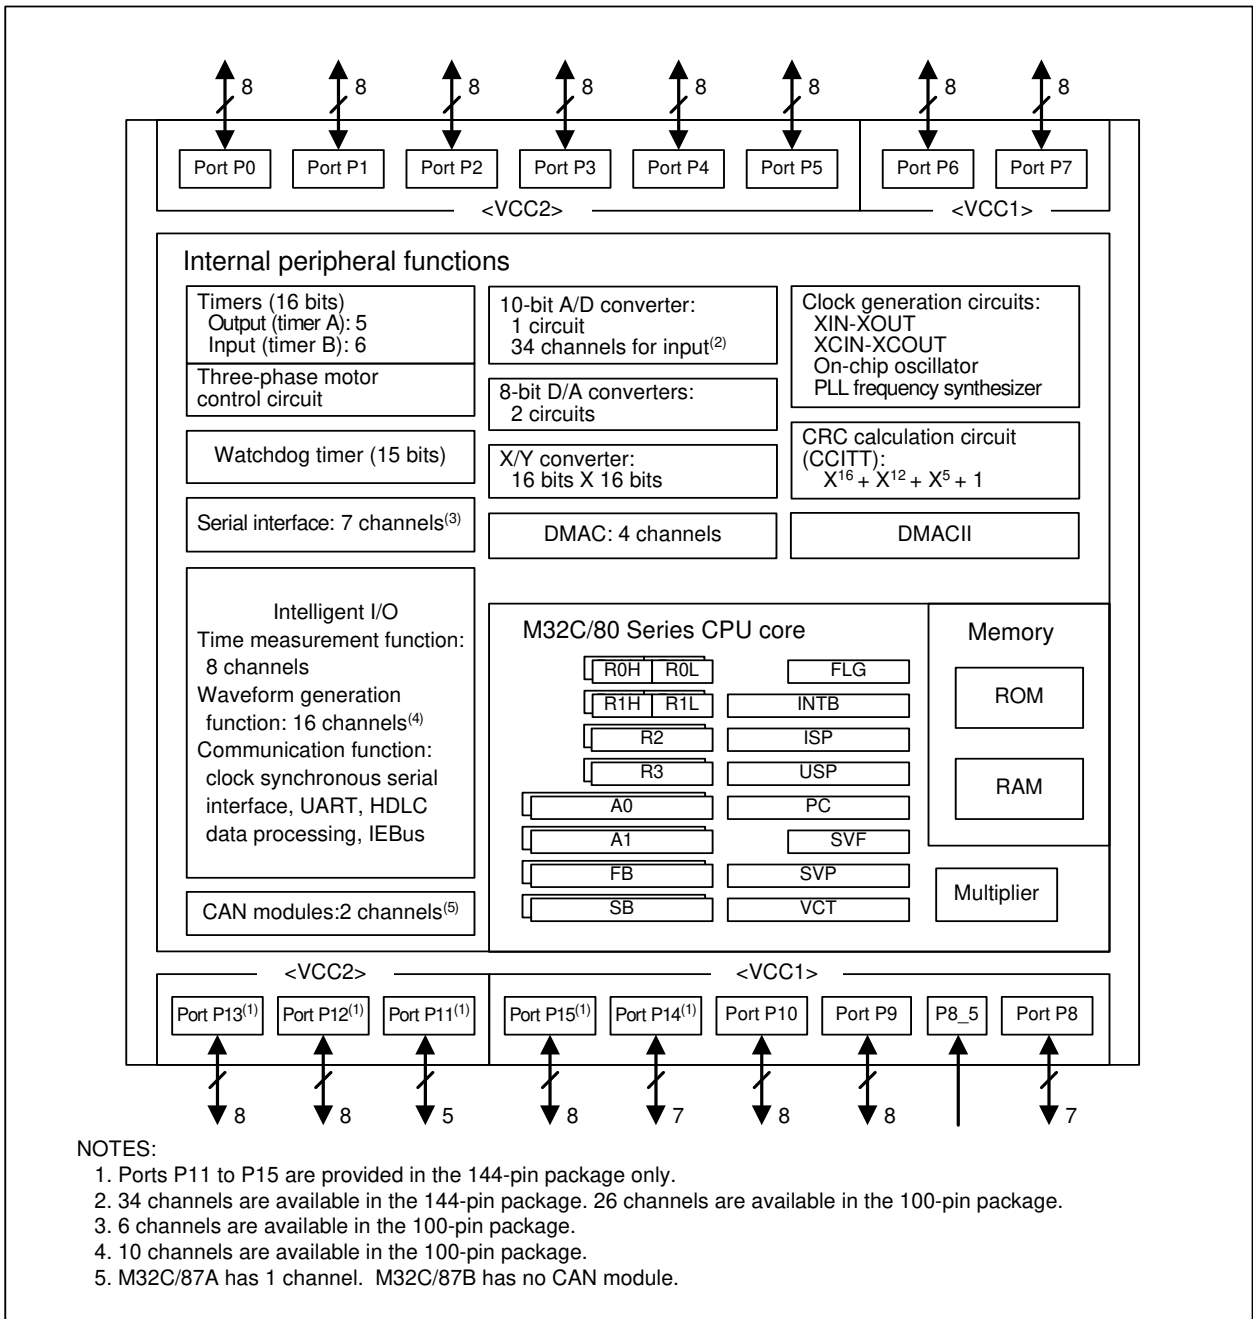 8 8 8 8 8 8 8 8
Port P0 Port P1 Port P2 Port P3 Port P4 Port P5 Port P6 Port P7
<VCC2> <VCC1>
Internal peripheral functions
Timers (16 bits)
Output (timer A): 5
Input (timer B): 6
Three-phase motor
control circuit
Watchdog timer (15 bits)
Serial interface: 7 channels(3)
Intelligent I/O
Time measurement function:
8 channels
Waveform generation
function: 16 channels(4)
Communication function:
clock synchronous serial
interface, UART, HDLC
data processing, IEBus
CAN modules:2 channels(5)
10-bit A/D converter:
1 circuit
34 channels for input(2)
8-bit D/A converters:
2 circuits
X/Y converter:
16 bits X 16 bits
DMAC: 4 channels
Clock generation circuits:
XIN-XOUT
XCIN-XCOUT
On-chip oscillator
PLL frequency synthesizer
CRC calculation circuit
(CCITT):
X16 + X12 + X5 + 1
DMACII
M32C/80 Series CPU core
R0H R0L FLG
R1H R1L INTB
R2 ISP
R3 USP
A0 PC
A1 SVF
FB SVP
SB VCT
Memory
ROM
RAM
Multiplier
<VCC2> <VCC1>
Port P13(1) Port P12(1) Port P11(1) Port P15(1) Port P14(1) Port P10 Port P9 P8_5 Port P8
8 8 5 8 7 8 8 7
NOTES:
1. Ports P11 to P15 are provided in the 144-pin package only.
2. 34 channels are available in the 144-pin package. 26 channels are available in the 100-pin package.
3. 6 channels are available in the 100-pin package.
4. 10 channels are available in the 100-pin package.
5. M32C/87A has 1 channel. M32C/87B has no CAN module.